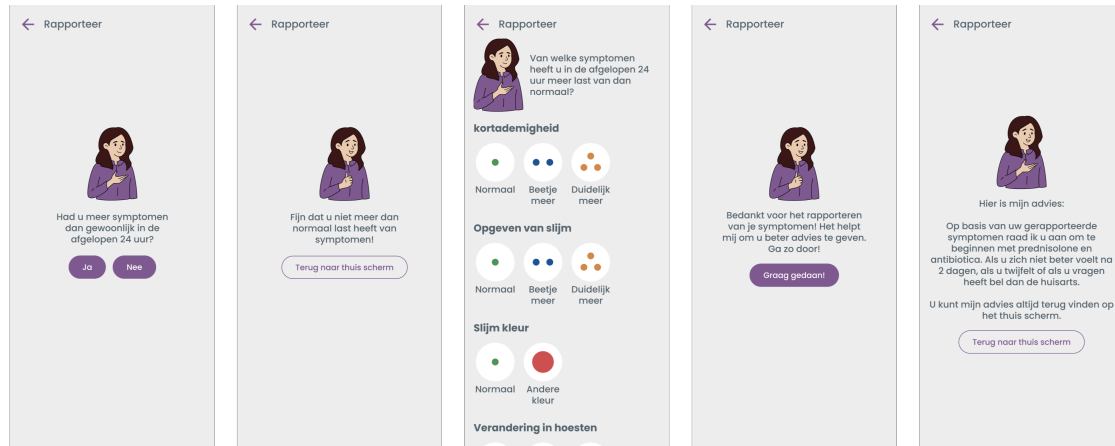 Rapporteer
Had u meer symptomen
dan gewoonlijk in de
afgelopen 24 uur?
Ja
Nee
Rapporteer
Fijn dat u niet meer dan
normaal last heeft van
symptomen!
Terug naar thuis scherm
Rapporteer
Van welke symptomen
heeft u in de afgelopen 24
uur meer last van dan
normaal?
kortademigheid
Normaal
Beetje
meer
Duidelijk
meer
Opgeven van slijm
Normaal
Beetje
meer
Duidelijk
meer
Slijm kleur
Normaal
Andere
kleur
Verandering in hoesten
Rapporteer
Bedankt voor het rapporteren
van je symptomen! Het helpt
mij om u beter advies te geven.
Ga zo door!
Graag gedaan!
Rapporteer
Hier is mijn advies:
Op basis van uw gerapporteerde
symptomen raad ik u aan om te
beginnen met prednisolone en
antibiotica. Als u zich niet beter voelt na
2 dagen, als u twijfelt of als u vragen
heeft bel dan de huisarts.
U kunt mijn advies altijd terug vinden op
het thuis scherm.
Terug naar thuis scherm